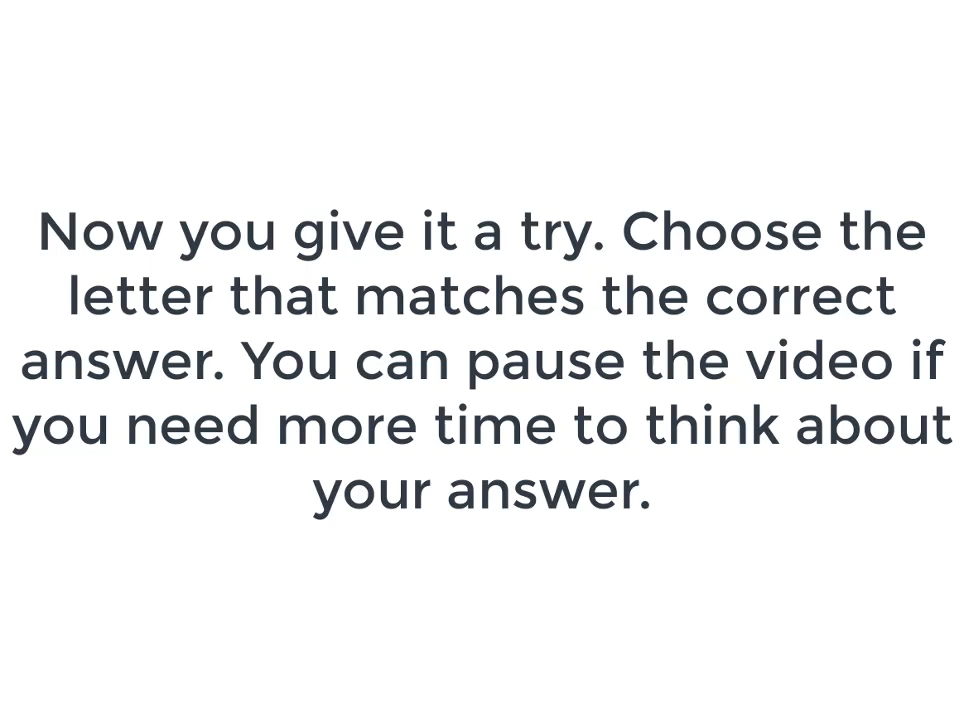 Now you give it a try. Choose the
letter that matches the correct
answer. You can pause the video if
you need more time to think about
your answer.